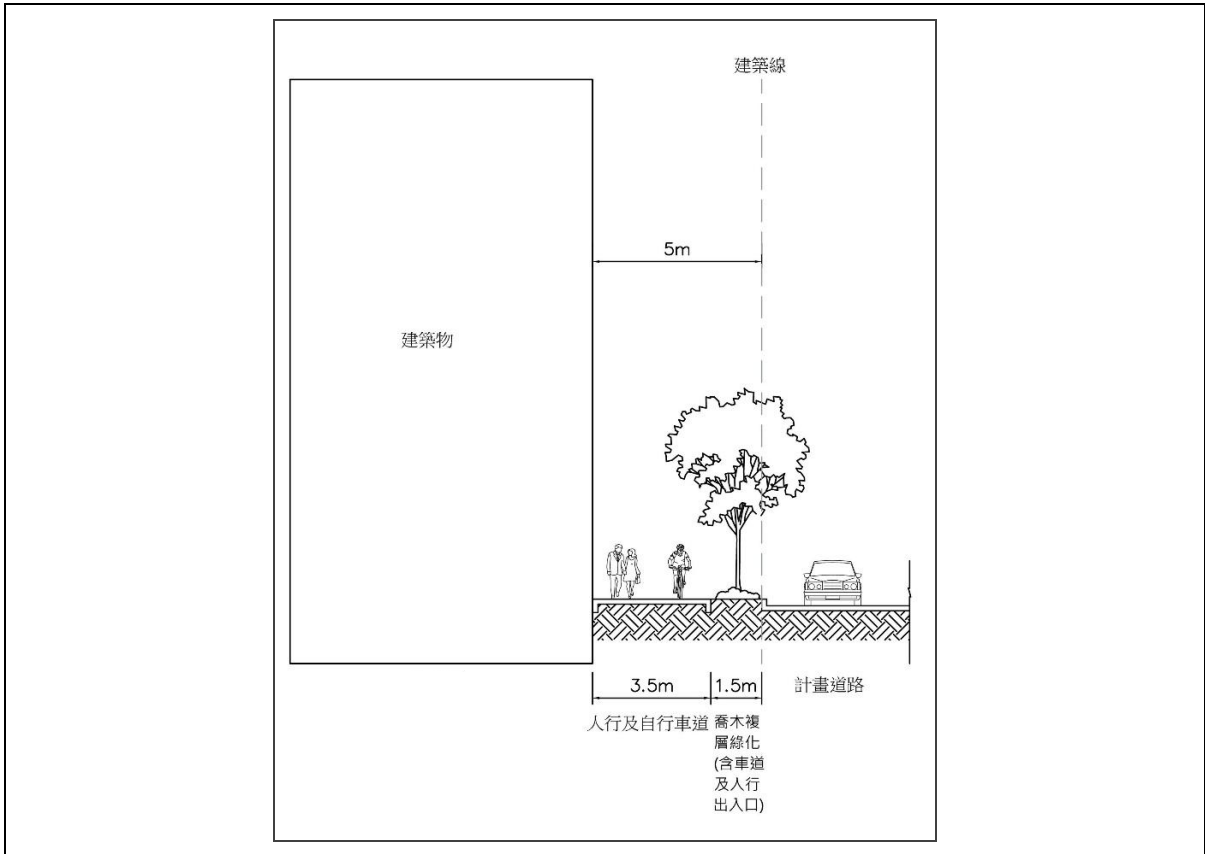 建築線
5m
建築物
3.5m
1.5m
計畫道路
人行及自行車道
喬木複
層綠化
(含車道
及人行
出入口)